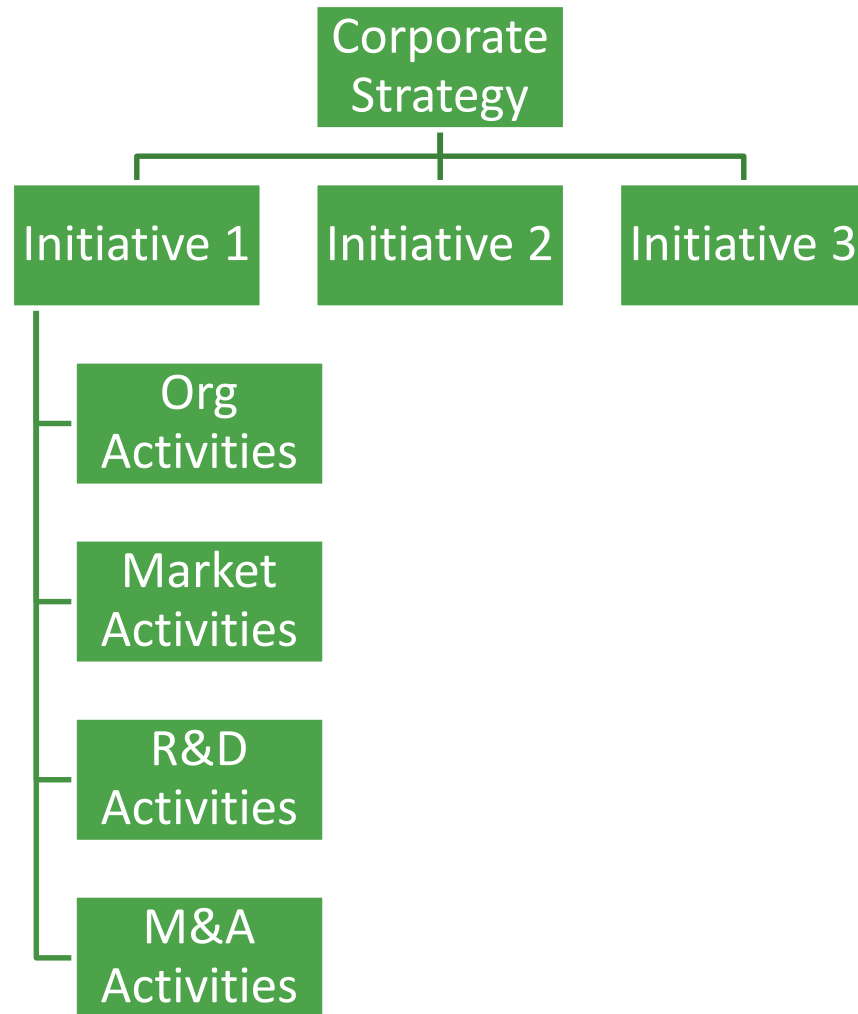 Corporate
Strategy
Initiative 1
Initiative 2
Initiative 3
Org
Activities
Market
Activities
R&D
Activities
M&A
Activities